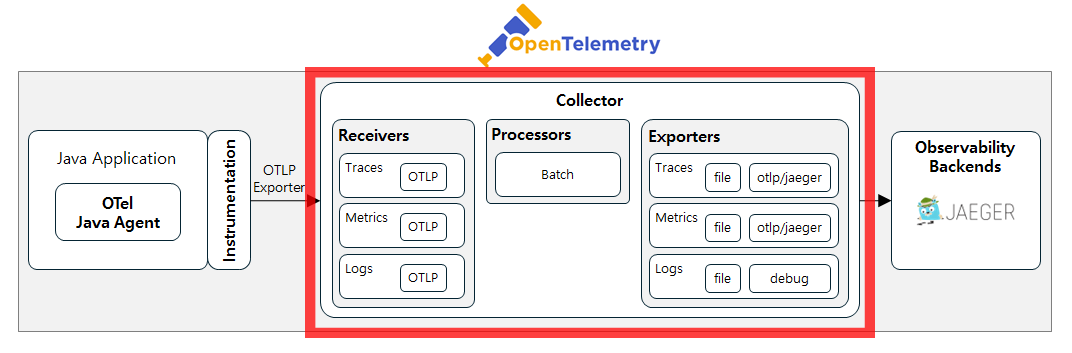 OpenTelemetry
Collector
Java Application
OTel
Java Agent
Instrumentation
OTLP
Exporter
Receivers
Traces
OTLP
Metrics
OTLP
Logs
OTLP
Processors
Batch
Exporters
Traces
file
otlp/jaeger
Metrics
file
otlp/jaeger
Logs
file
debug
Observability
Backends
JAEGER